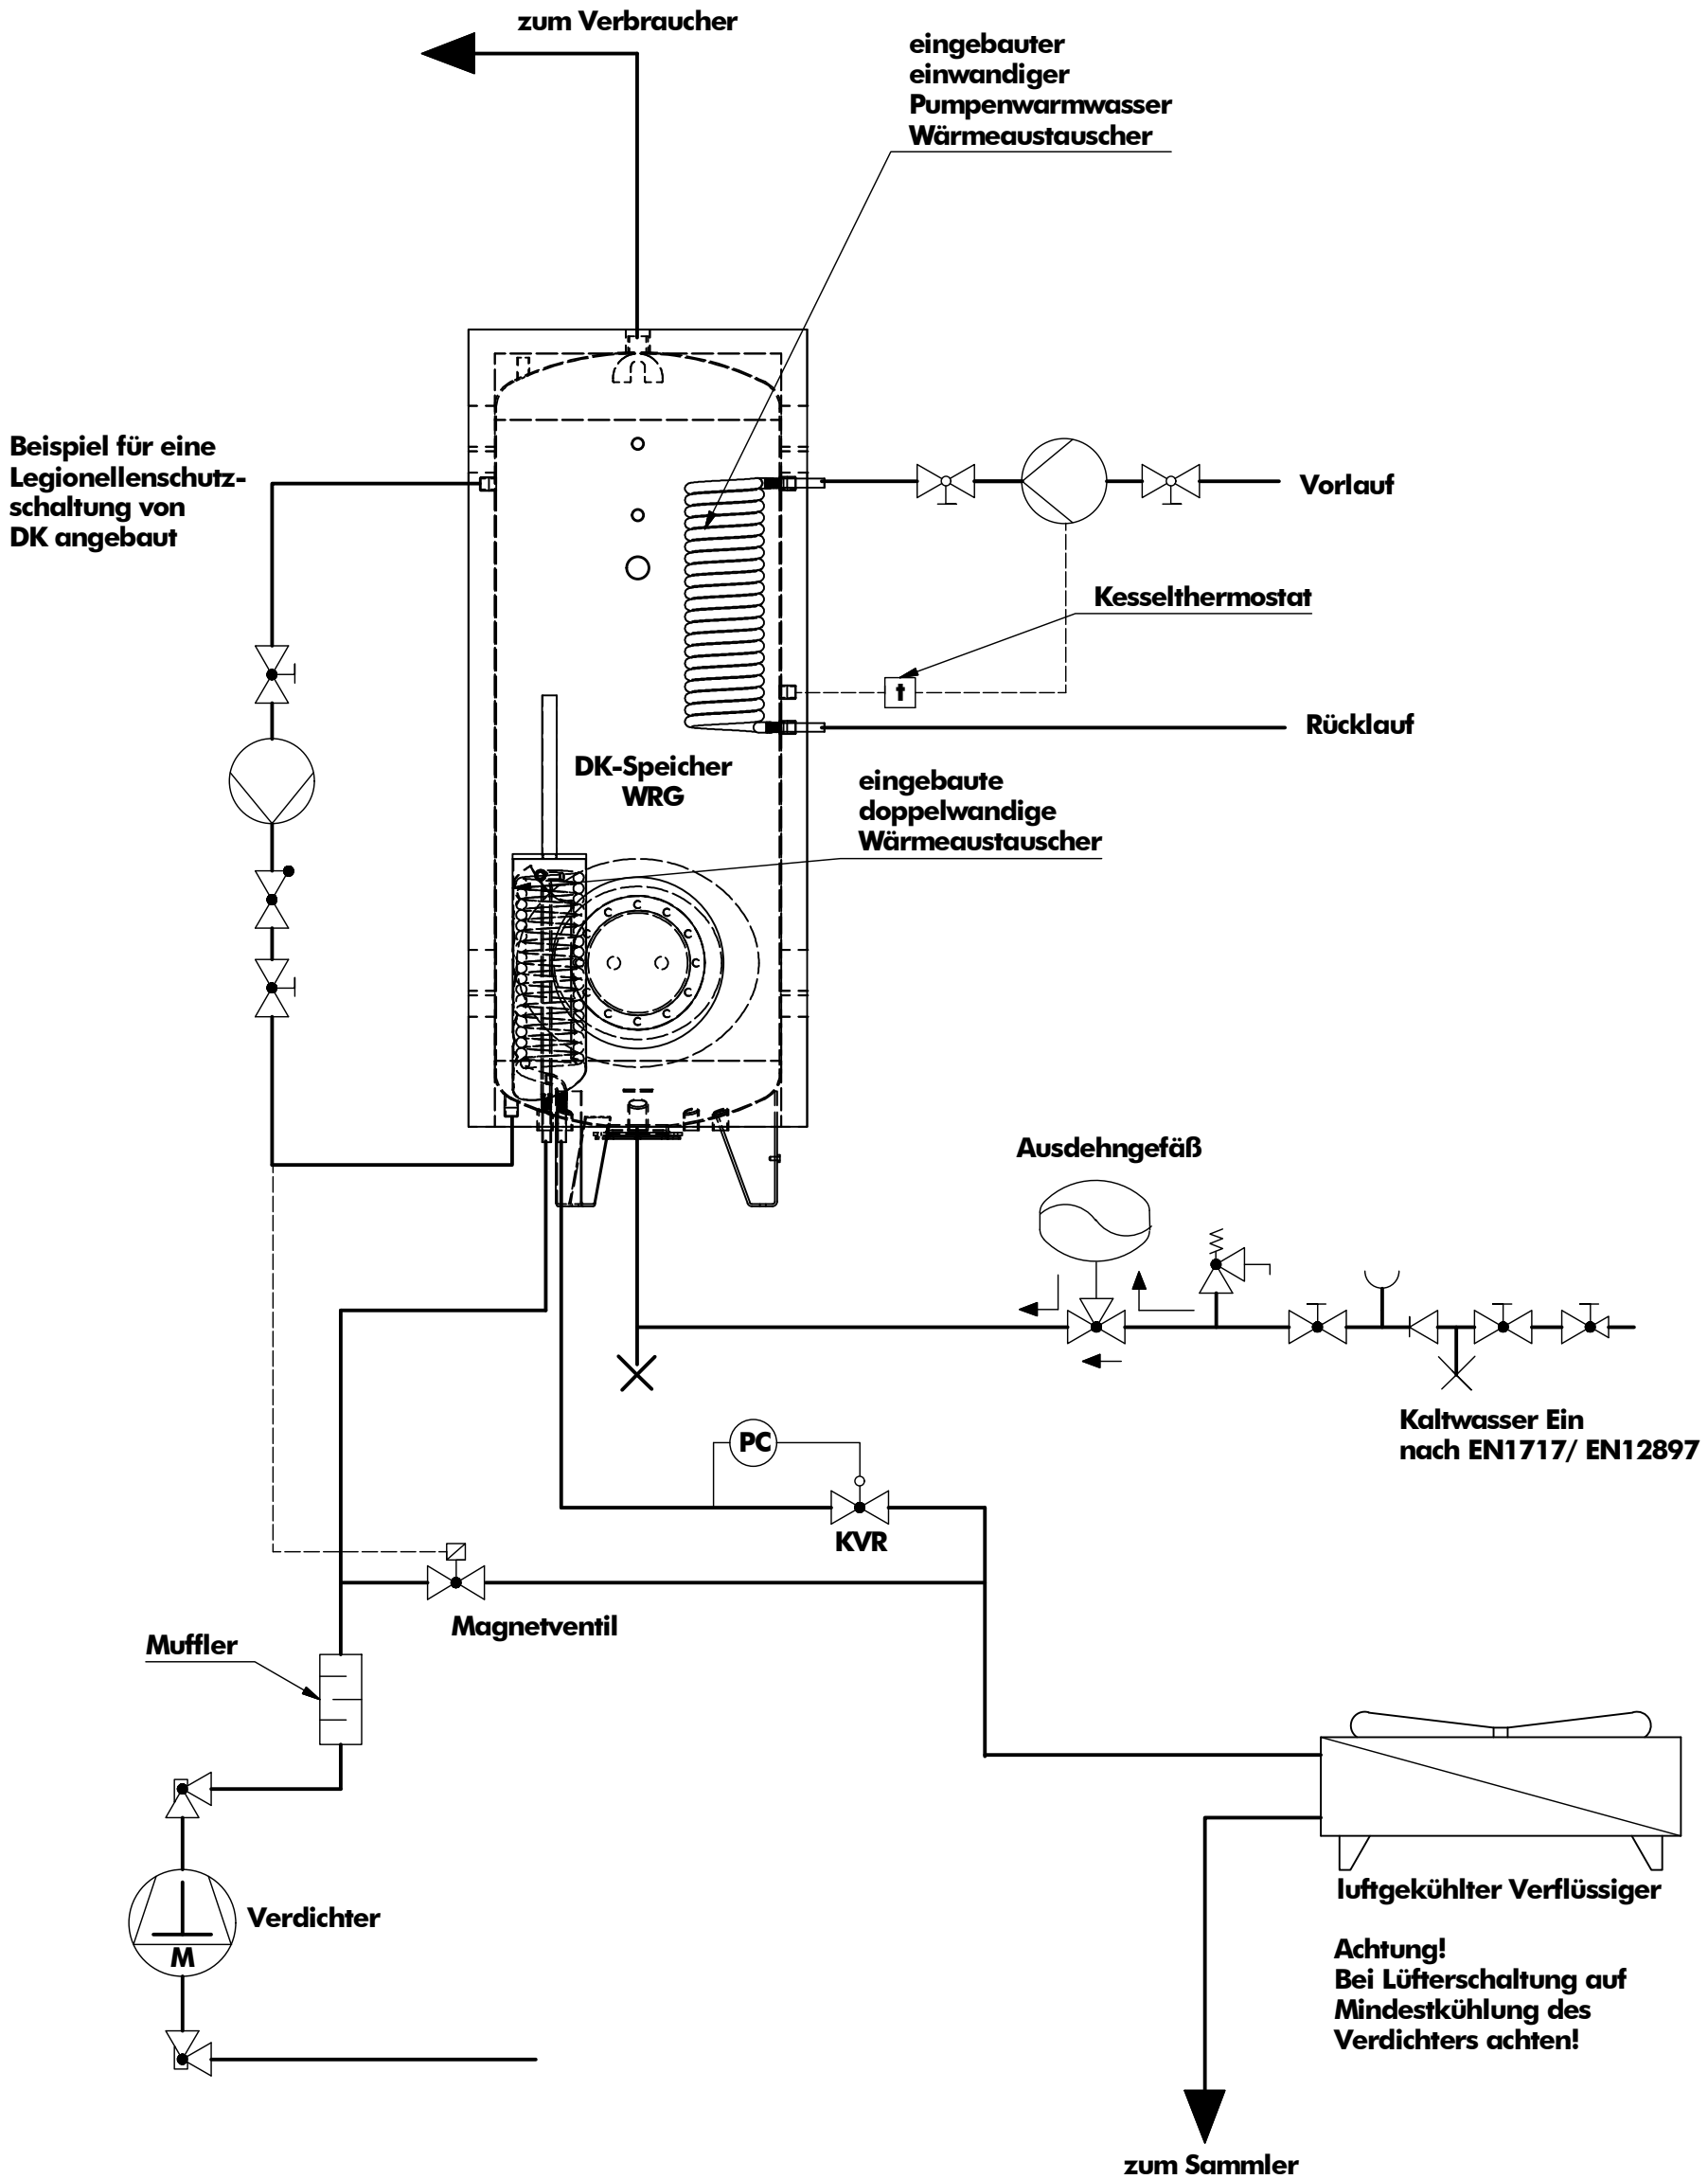 zum Verbraucher
eingebauter
einwandiger
Pumpenwarmwasser
Wärmeaustauscher
Beispiel für eine
Legionellenschutz-
schaltung von
DK angebaut
Vorlauf
Kesselthermostat
t
Rücklauf
DK-Speicher
WRG
eingebaute
doppelwandige
Wärmeaustauscher
Ausdehngefäß
Kaltwasser Ein
nach EN1717/ EN12897
PC
KVR
Magnetventil
Muffler
Verdichter
M
luftgekühlter Verflüssiger
Achtung!
Bei Lüfterschaltung auf
Mindestkühlung des
Verdichters achten!
zum Sammler